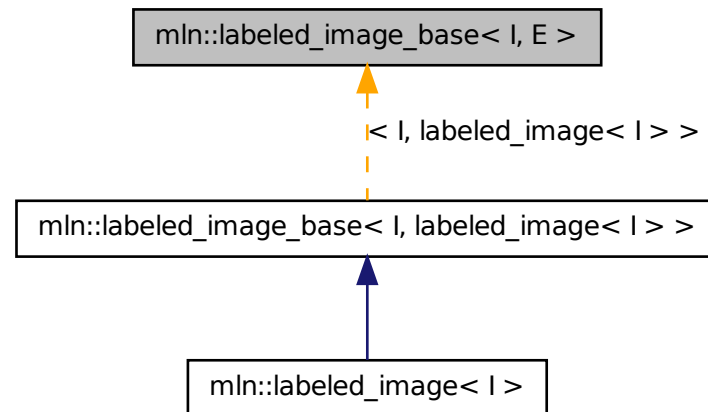 mln::labeled_image_base< I, E >
< I, labeled_image< I > >
mln::labeled_image_base< I, labeled_image< I > >
mln::labeled_image< I >